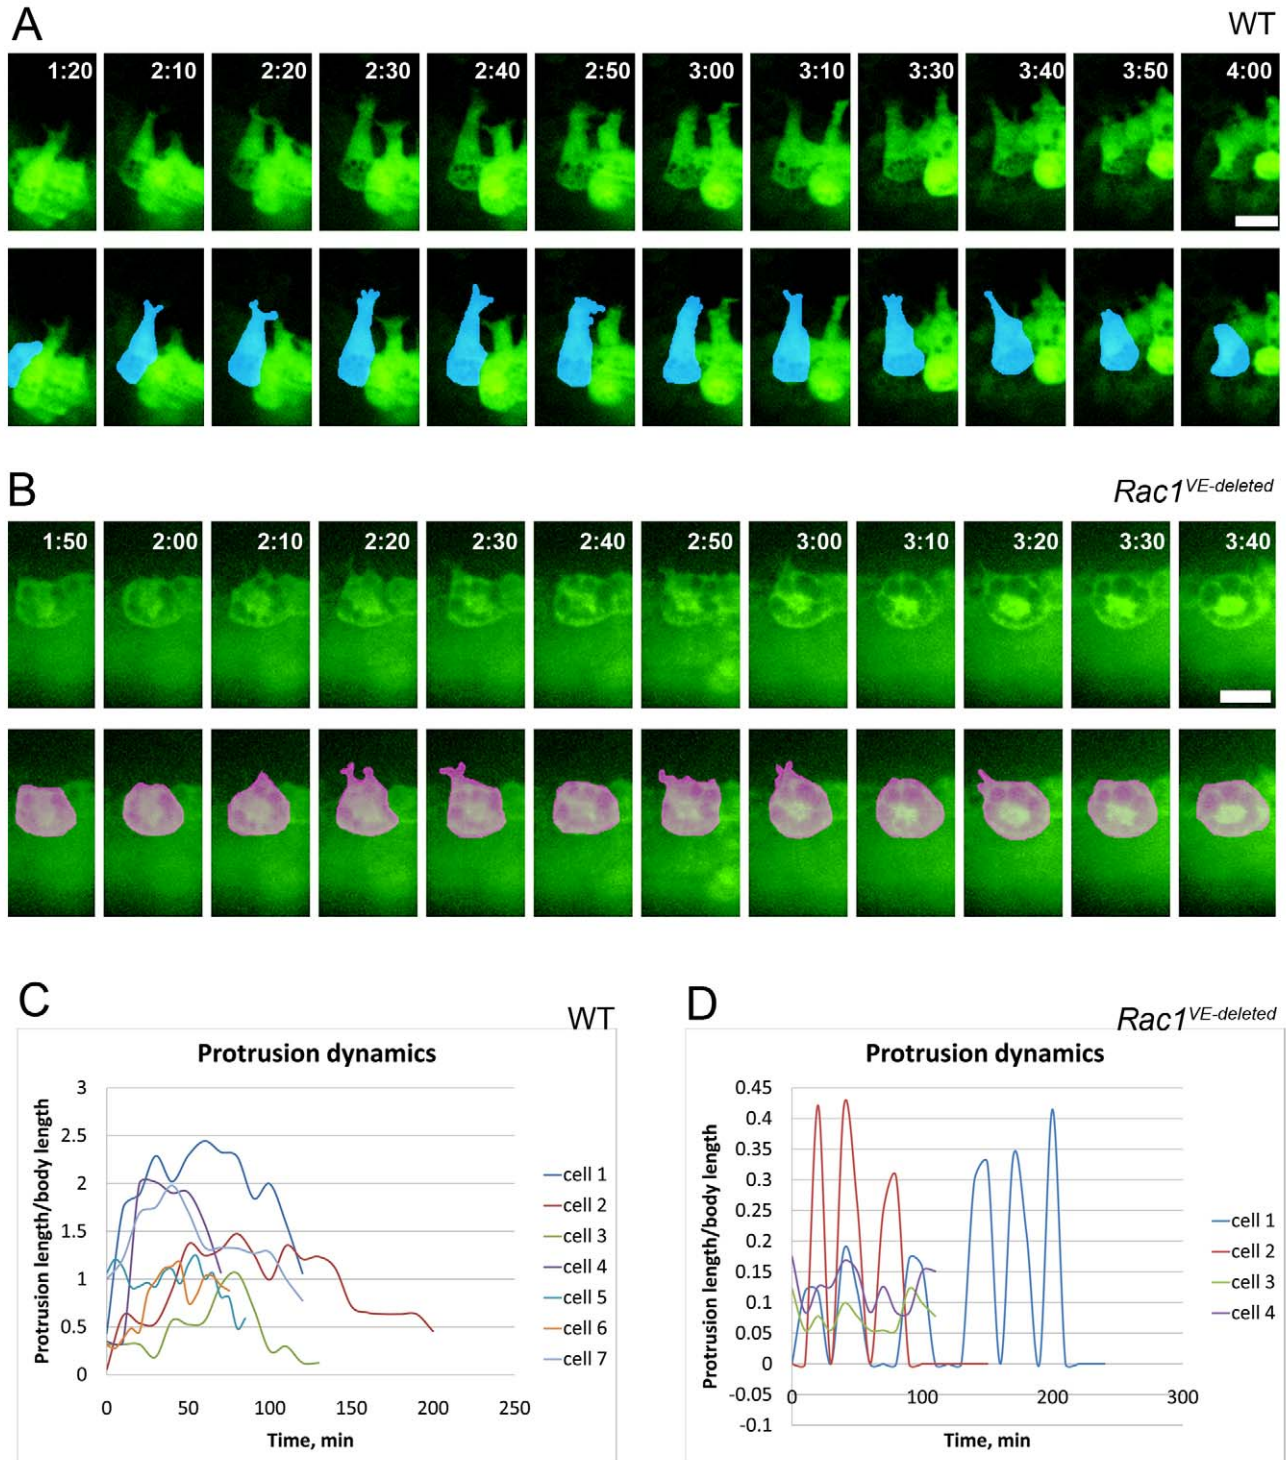 A
WT
1:20 2:10 2:20 2:30 2:40 2:50 3:00 3:10 3:30 3:40 3:50 4:00
B
Rac1VE-deleted
1:50 2:00 2:10 2:20 2:30 2:40 2:50 3:00 3:10 3:20 3:30 3:40
C
WT
Protrusion dynamics
Protrusion length/body length
3
2.5
2
1.5
1
0.5
0
0 50 100 150 200 250
Time, min
cell 1
cell 2
cell 3
cell 4
cell 5
cell 6
cell 7
D
Rac1VE-deleted
Protrusion dynamics
Protrusion length/body length
0.45
0.4
0.35
0.3
0.25
0.2
0.15
0.1
0.05
0
-0.05
-0.1
0 100 200 300
Time, min
cell 1
cell 2
cell 3
cell 4